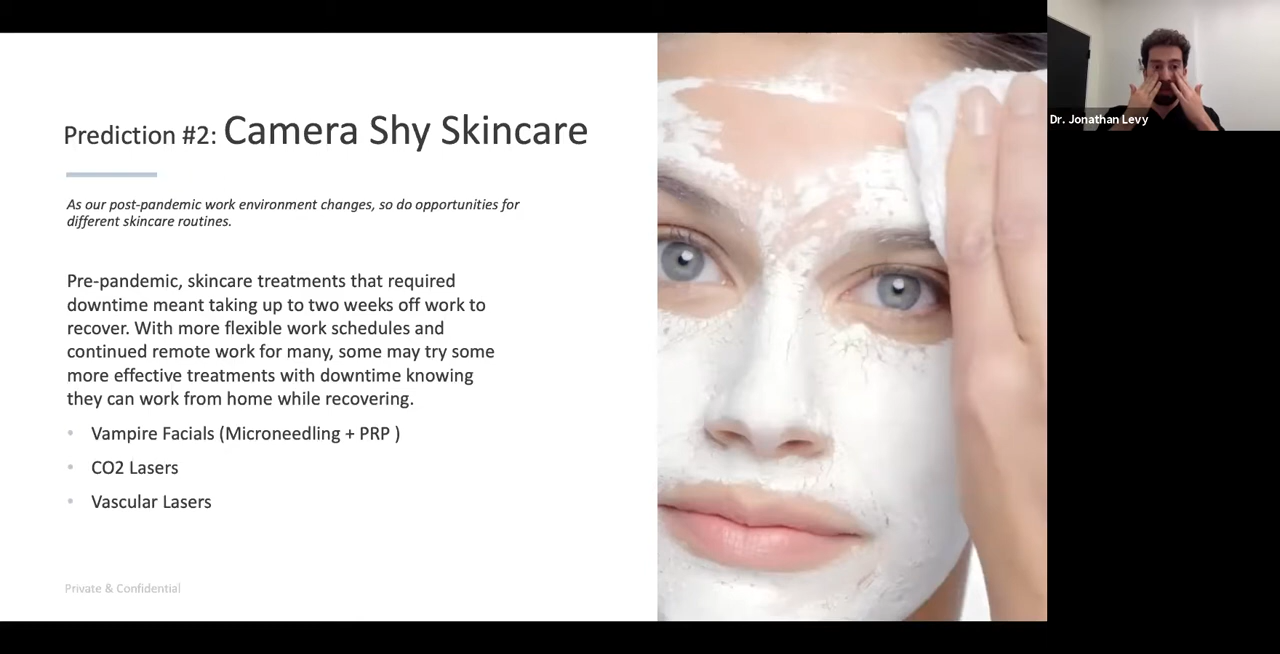 Prediction #2: Camera Shy Skincare
As our post-pandemic work environment changes, so do opportunities for
different skincare routines.
Pre-pandemic, skincare treatments that required
downtime meant taking up to two weeks off work to
recover. With more flexible work schedules and
continued remote work for many, some may try some
more effective treatments with downtime knowing
they can work from home while recovering.
• Vampire Facials (Microneedling + PRP )
• CO2 Lasers
• Vascular Lasers
Private & Confidential
Dr. Jonathan Levy